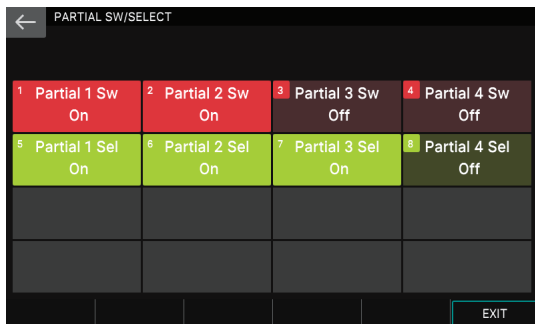 PARTIAL SW/SELECT
1 Partial 1 Sw
On
2 Partial 2 Sw
On
3 Partial 3 Sw
Off
4 Partial 4 Sw
Off
5 Partial 1 Sel
On
6 Partial 2 Sel
On
7 Partial 3 Sel
On
8 Partial 4 Sel
Off
EXIT